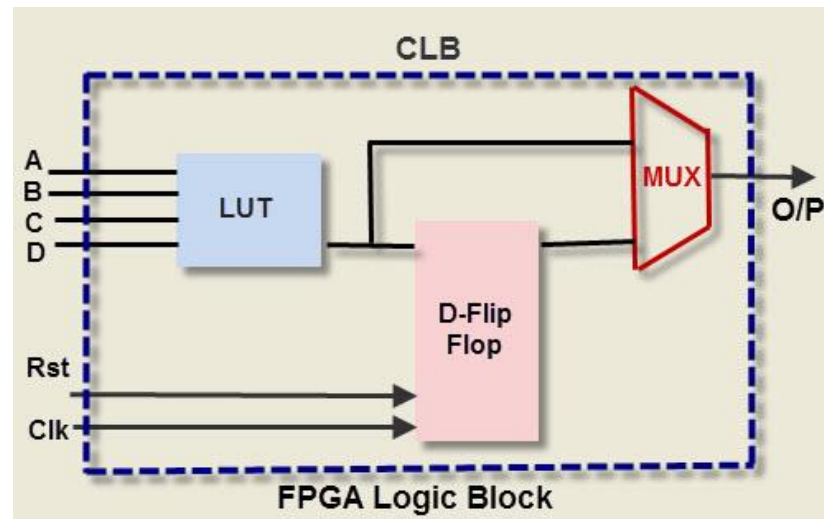 CLB
A
B
C
D
LUT
MUX
O/P
D-Flip
Flop
Rst
Clk
FPGA Logic Block